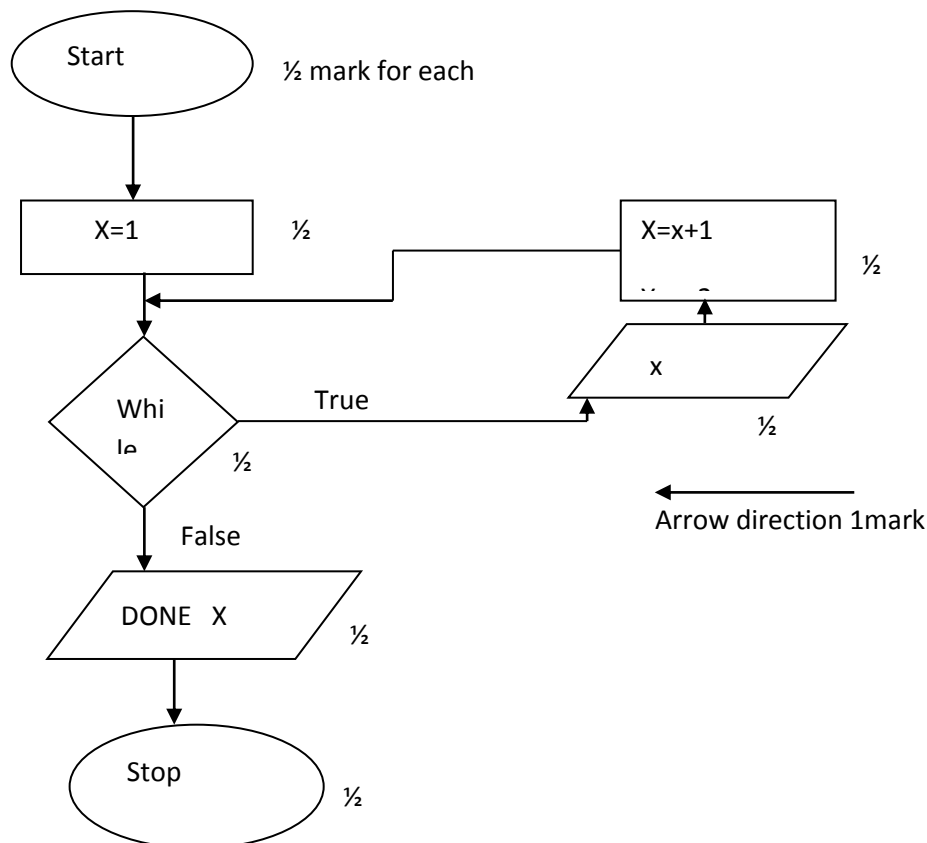 Start
½ mark for each
X=1
½
X=x+1
½
x
½
Whi
le
½
True
Arrow direction 1mark
False
DONE X
½
Stop
½